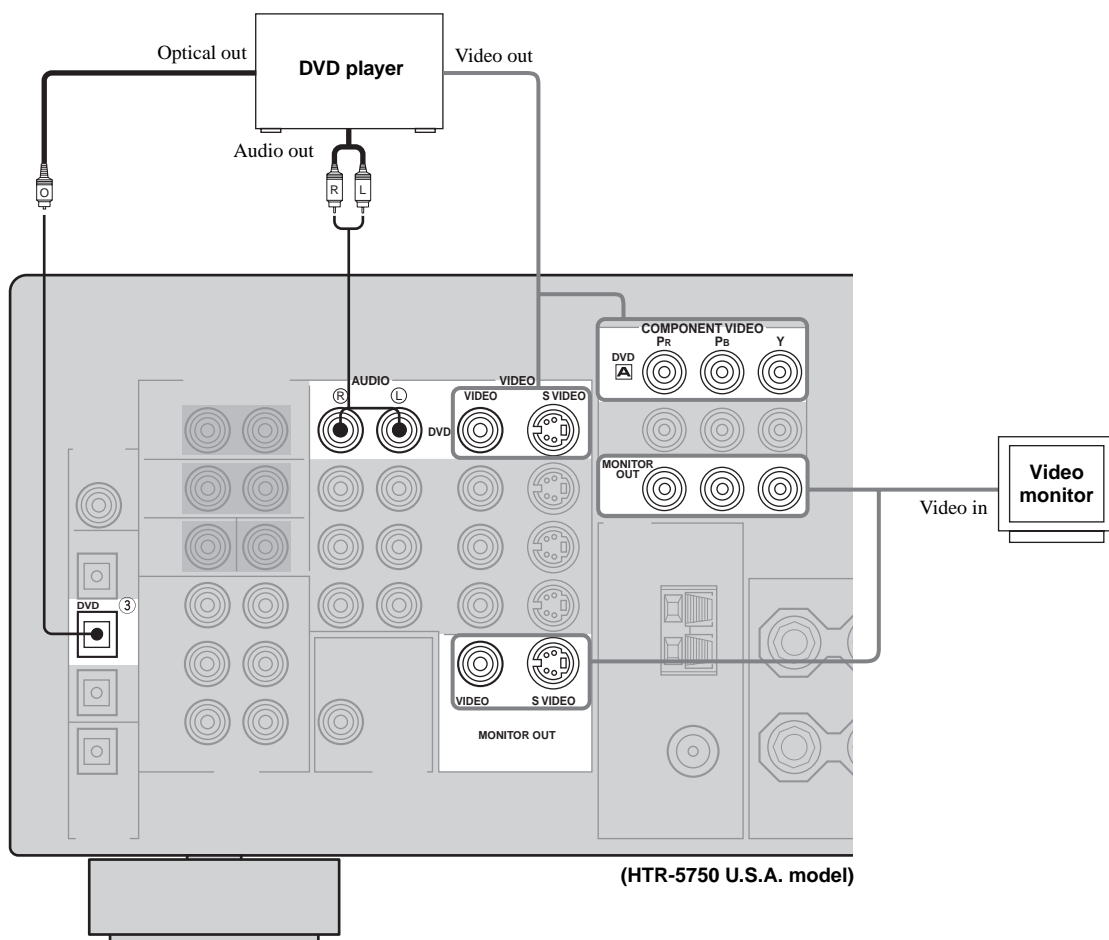 Optical out
DVD player
Video out
Audio out
O
R L
COMPONENT VIDEO
PR PB Y
DVD
A
AUDIO
R L
VIDEO
VIDEO S VIDEO
DVD
MONITOR
OUT
Video
monitor
Video in
DVD 3
VIDEO S VIDEO
MONITOR OUT
(HTR-5750 U.S.A. model)